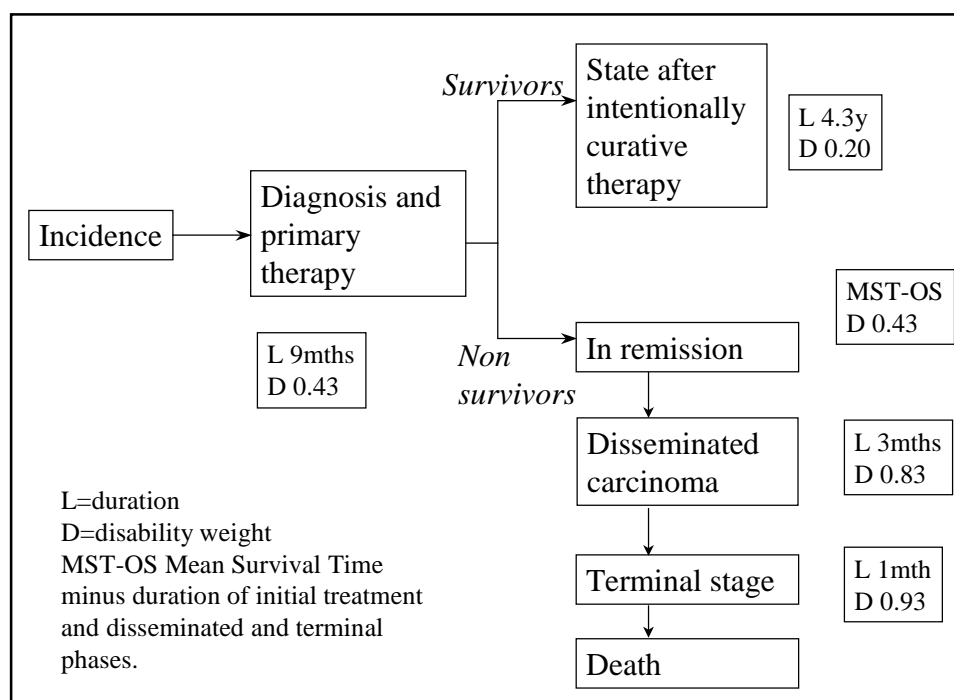 Survivors
State after
intentionally
curative
therapy
L 4.3y
D 0.20
Incidence
Diagnosis and
primary
therapy
L 9mths
D 0.43
Non
survivors
In remission
MST-OS
D 0.43
Disseminated
carcinoma
L 3mths
D 0.83
Terminal stage
L 1mth
D 0.93
Death
L=duration
D=disability weight
MST-OS Mean Survival Time
minus duration of initial treatment
and disseminated and terminal
phases.